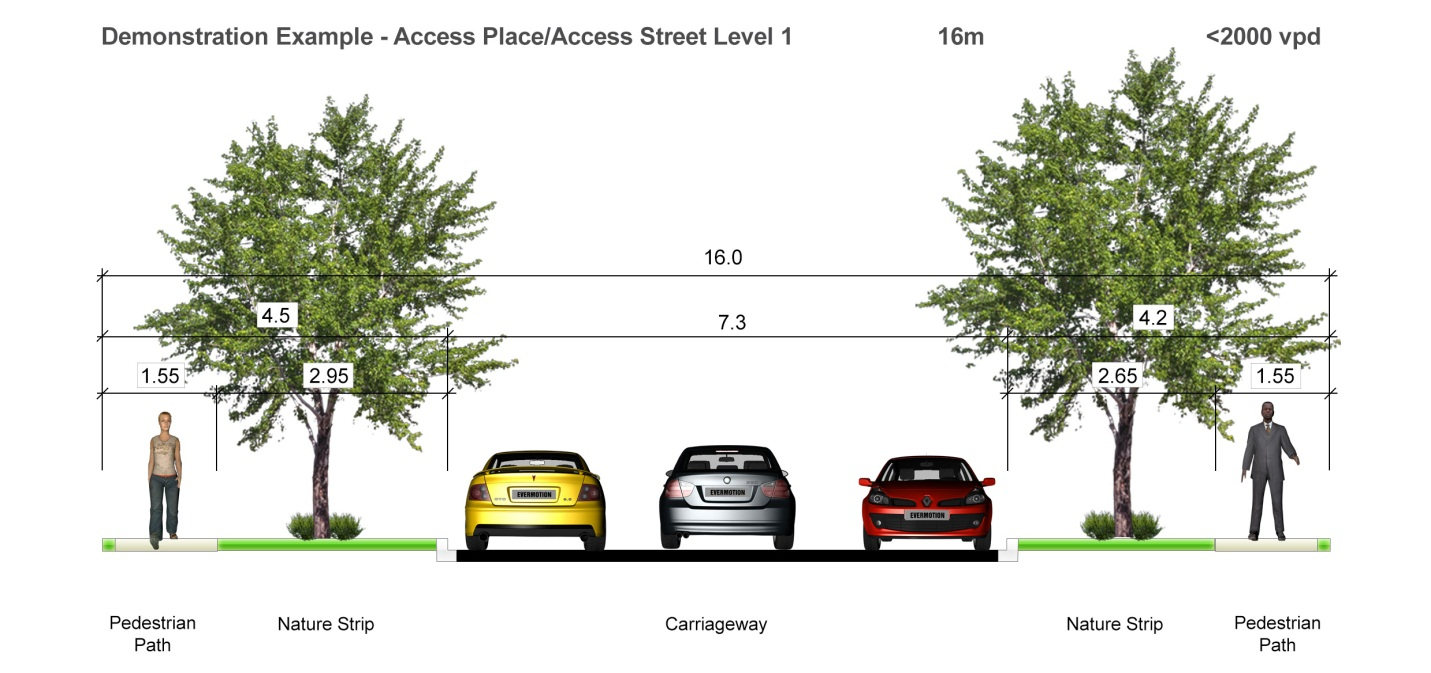 Demonstration Example - Access Place/Access Street Level 1 16m <2000 vpd
16.0
4.5 7.3 4.2
1.55 2.95 2.65 1.55
EVERMOTION EVERMOTION
EVERMOTION
Pedestrian Path
Nature Strip
Carriageway
Nature Strip
Pedestrian Path